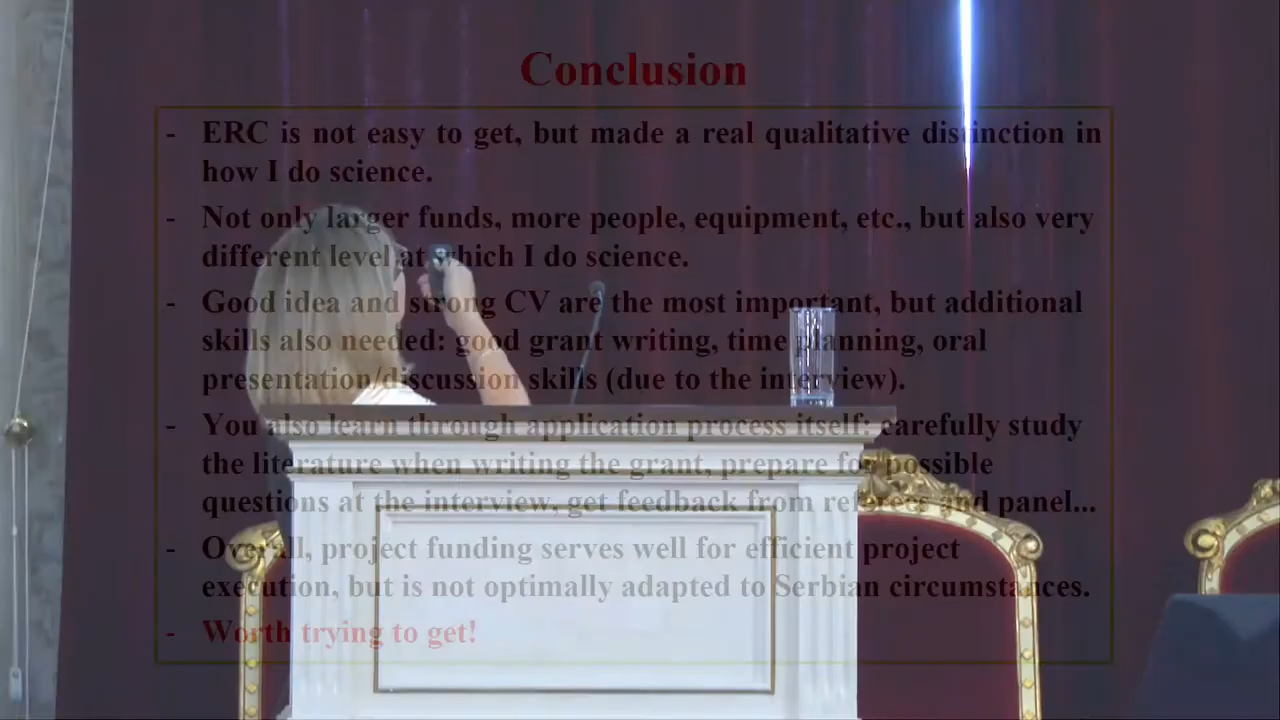 Conclusion
- ERC is not easy to get, but made a real qualitative distinction in
how I do science.
- Not only larger funds, more people, equipment, etc., but also very
different level at which I do science.
- Good idea and strong CV are the most important, but additional
skills also needed: good grant writing, time planning, oral
presentation/discussion skills (due to the interview).
- You also learn through application process itself: carefully study
the literature when writing the grant, prepare for possible
questions at the interview, get feedback from referees and panel...
- Overall, project funding serves well for efficient project
execution, but is not optimally adapted to Serbian circumstances.
- Worth trying to get!